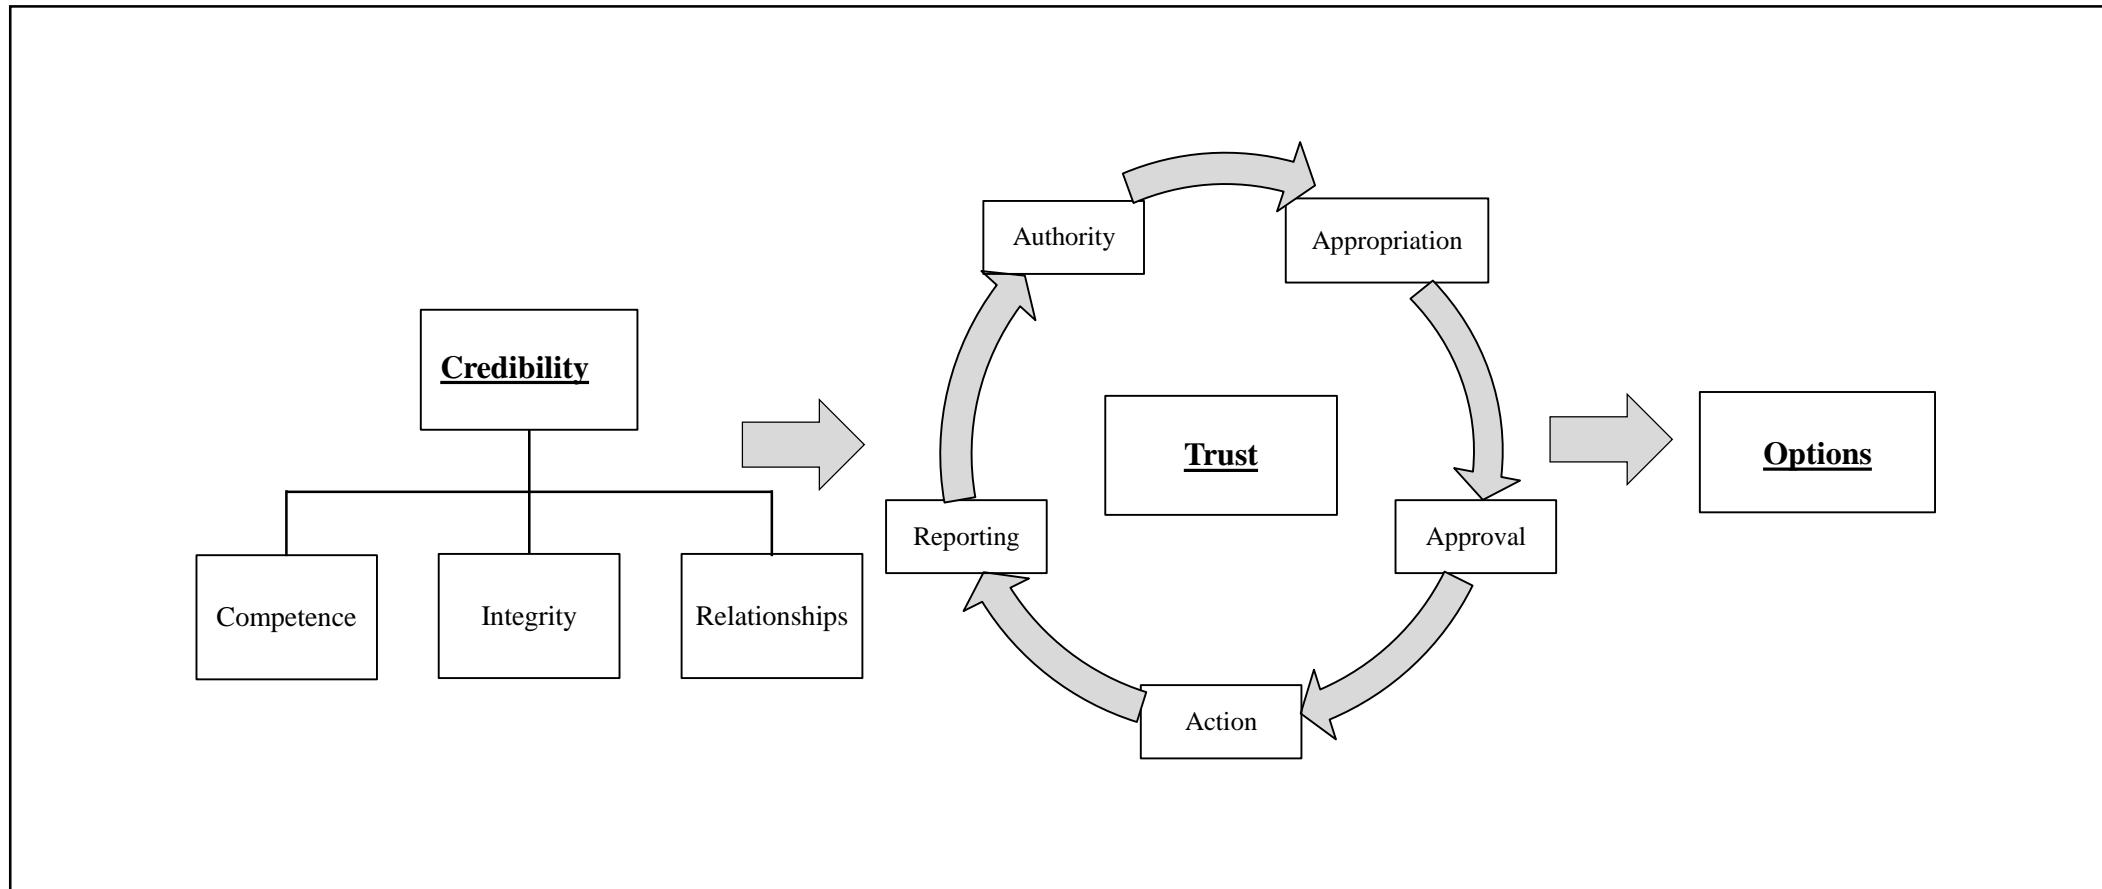 Credibility
Competence
Integrity
Relationships
Authority
Appropriation
Approval
Action
Reporting
Trust
Options